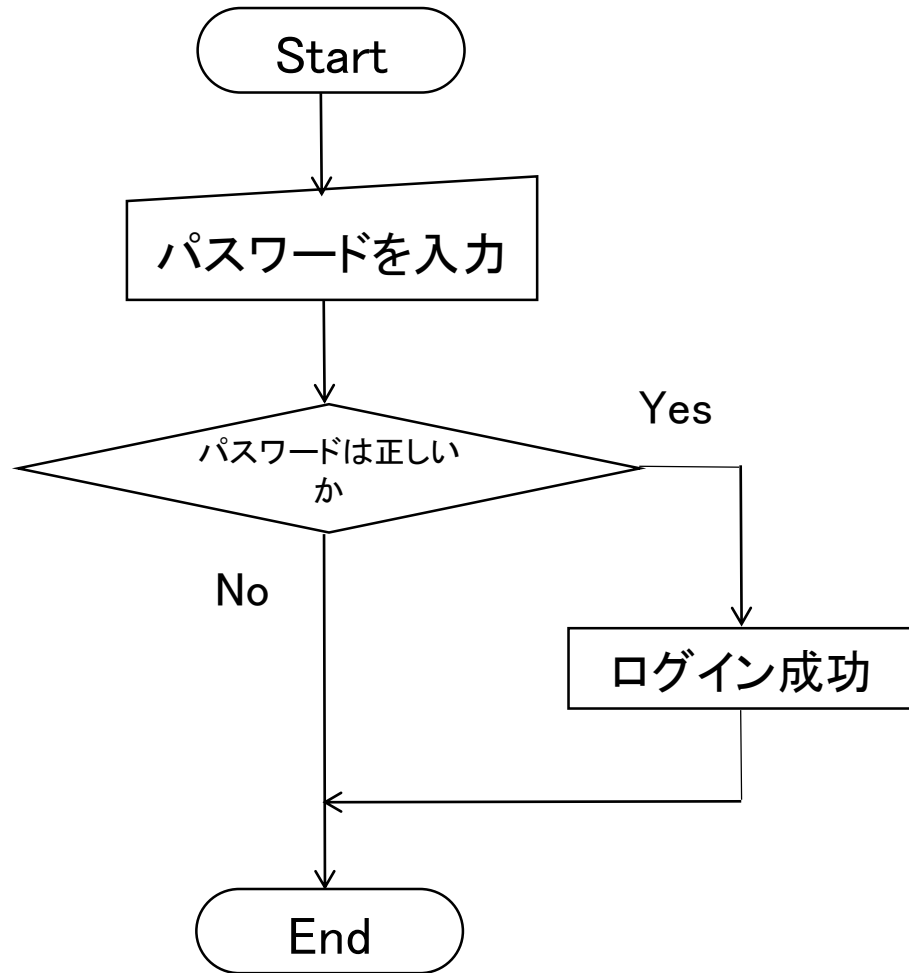 Start
パスワードを入力
パスワードは正しい
か
Yes
No
ログイン成功
End